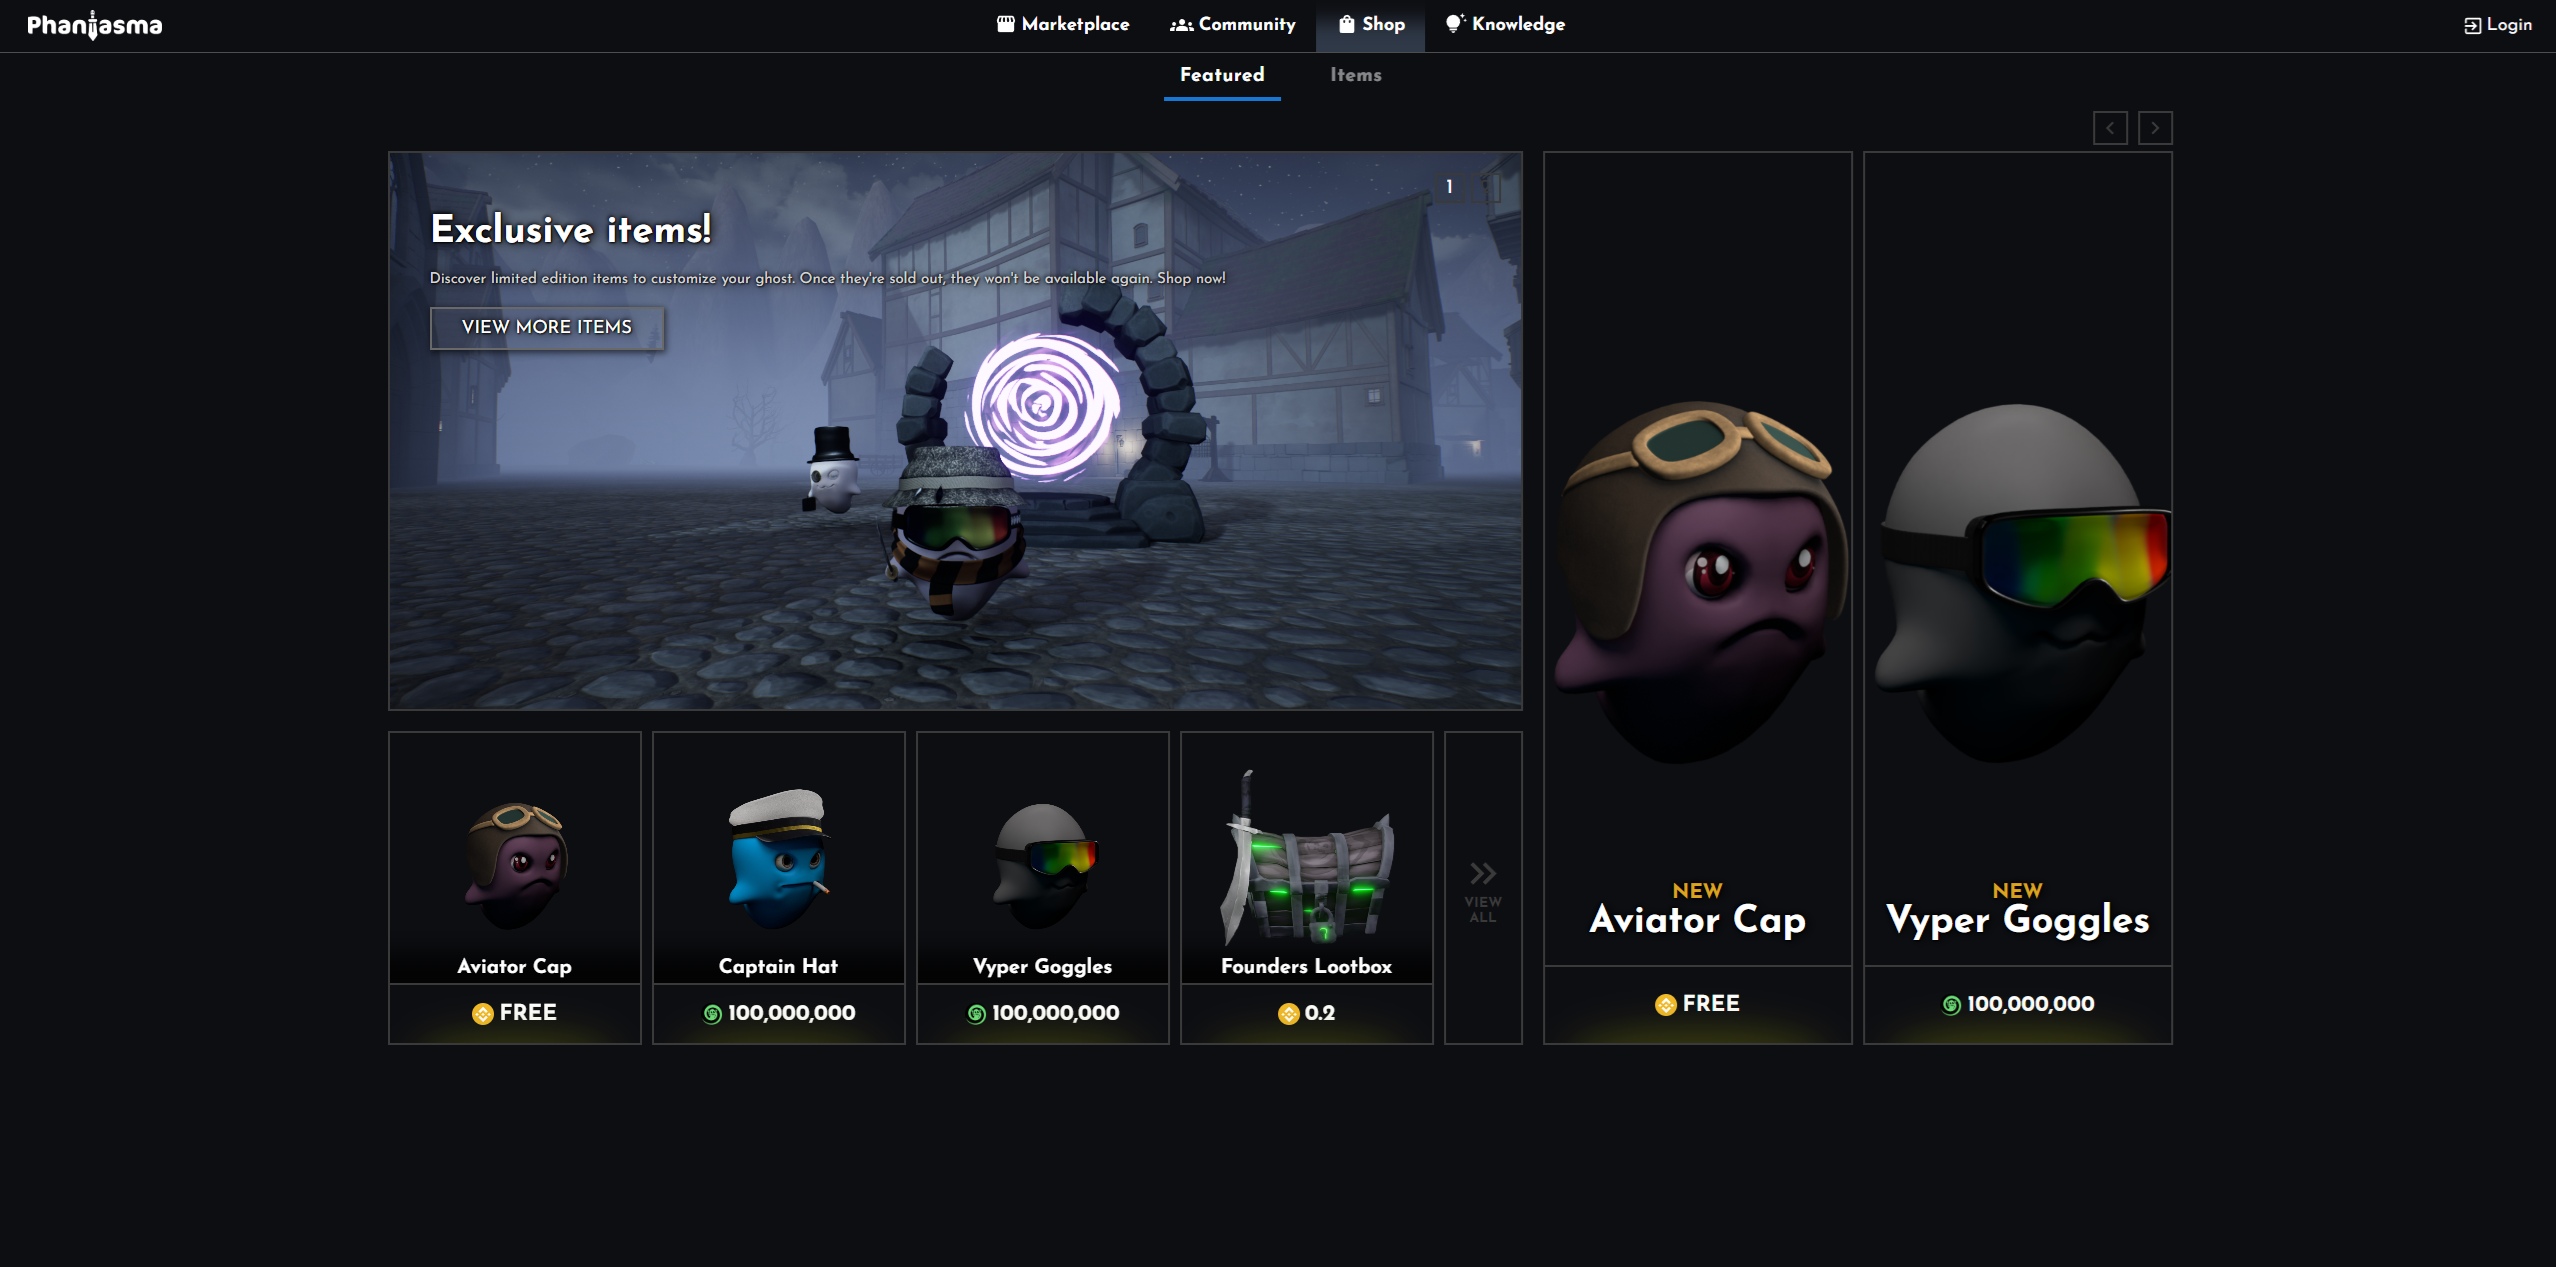 Phantasma
Marketplace
Community
Shop
Knowledge
Login
Featured
Items
1
Exclusive items!
Discover limited edition items to customize your ghost. Once they're sold out, they won't be available again. Shop now!
VIEW MORE ITEMS
Aviator Cap
FREE
Captain Hat
100,000,000
Vyper Goggles
100,000,000
Founders Lootbox
0.2
VIEW
ALL
NEW
Aviator Cap
FREE
NEW
Vyper Goggles
100,000,000